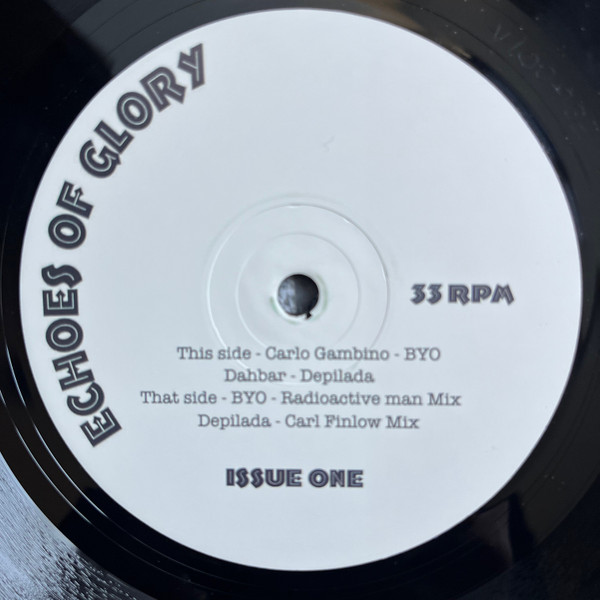 ECHOES OF GLORY
33 RPM
This side - Carlo Gambino - BYO
Dahbar - Depilada
That side - BYO - Radioactive man Mix
Depilada - Carl Finlow Mix
ISSUE ONE